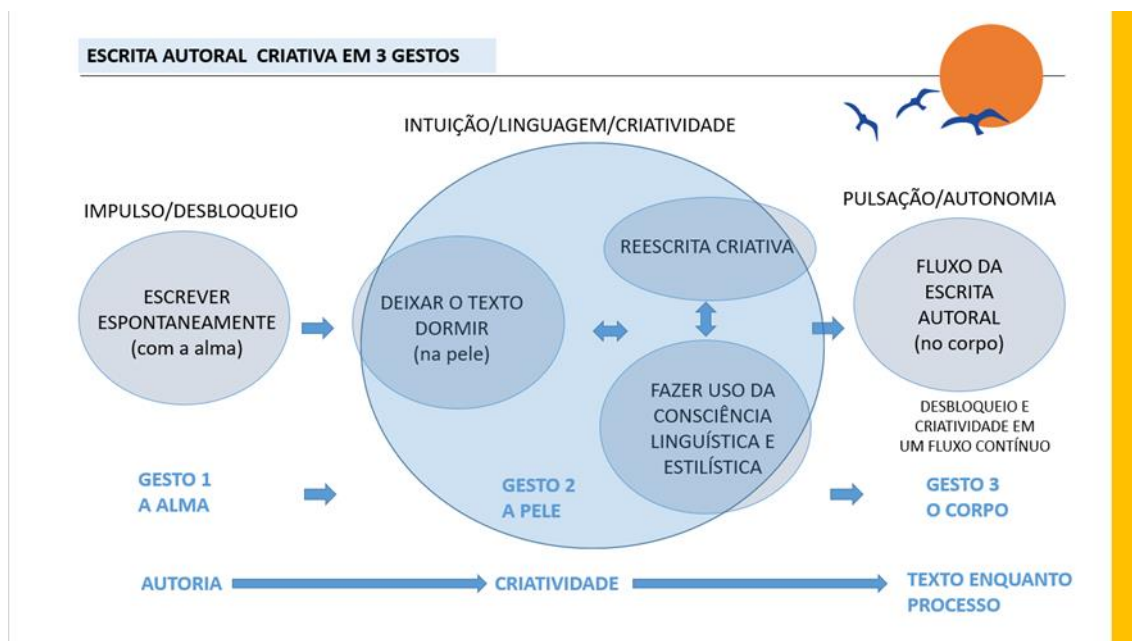 ESCRITA AUTORAL CRIATIVA EM 3 GESTOS
INTUIÇÃO/LINGUAGEM/CRIATIVIDADE
IMPULSO/DESBLOQUEIO
PULSAÇÃO/AUTONOMIA
ESCREVER
ESPONTANEAMENTE
(com a alma)
DEIXAR O TEXTO
DORMIR
(na pele)
REESCRITA CRIATIVA
FAZER USO DA
CONSCIÊNCIA
LINGUÍSTICA E
ESTILÍSTICA
FLUXO DA
ESCRITA
AUTORAL
(no corpo)
DESBLOQUEIO E
CRIATIVIDADE EM
UM FLUXO CONTÍNUO
GESTO 1
A ALMA
GESTO 2
A PELE
GESTO 3
O CORPO
AUTORIA
CRIATIVIDADE
TEXTO ENQUANTO
PROCESSO